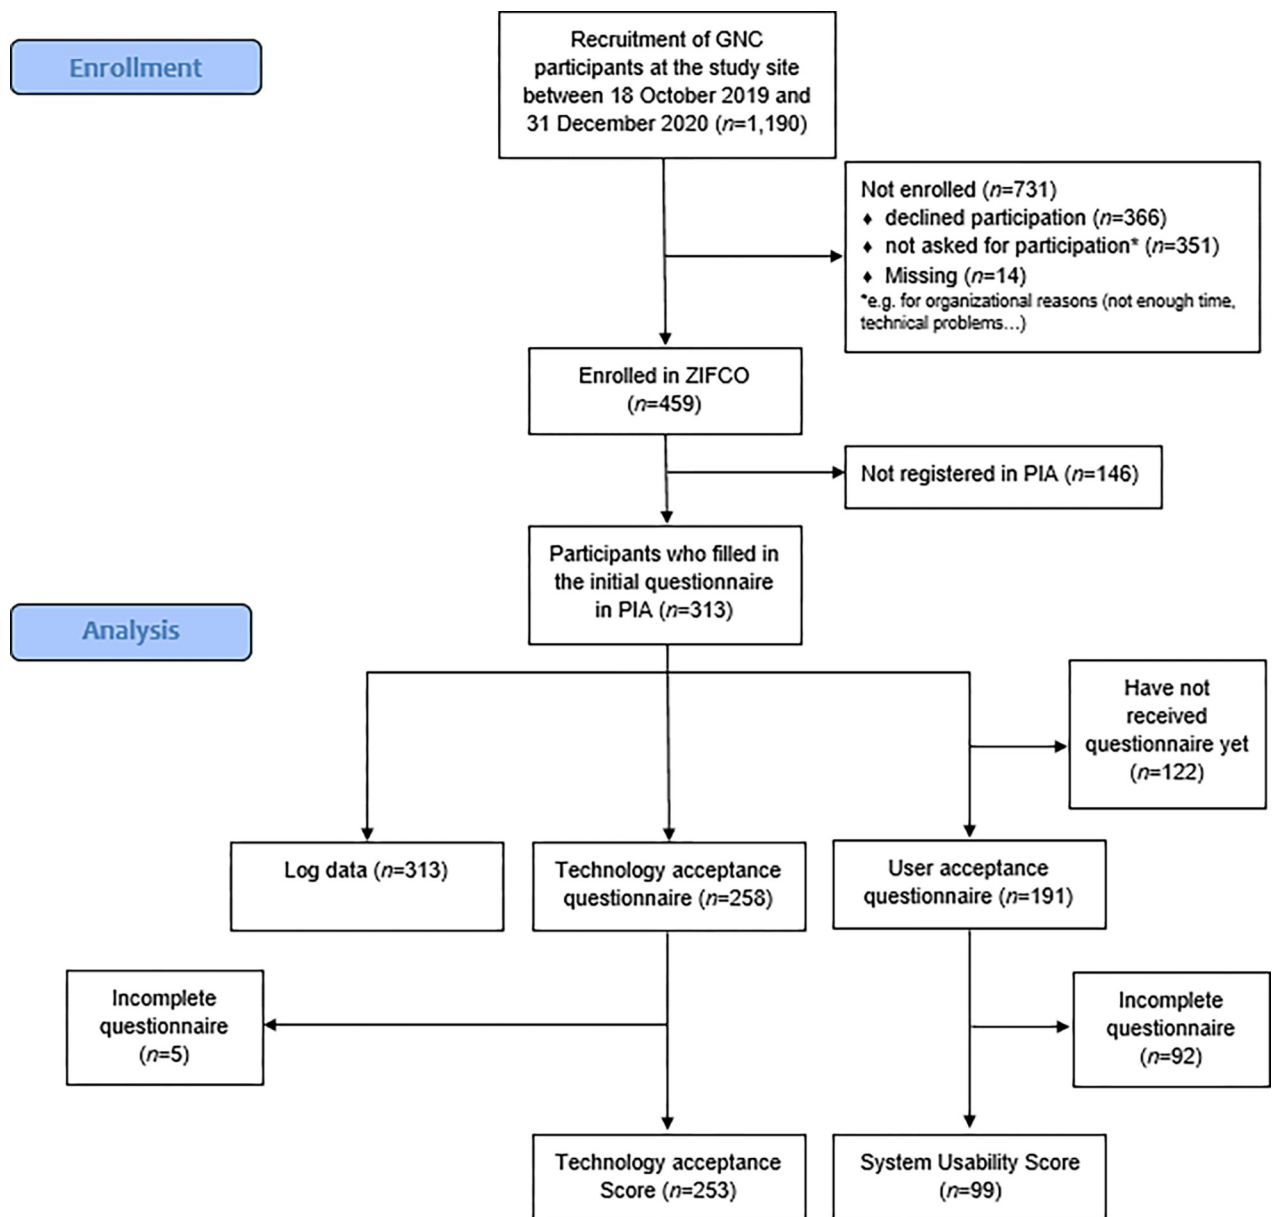 Enrollment
Recruitment of GNC
participants at the study site
between 18 October 2019 and
31 December 2020 (n=1,190)
Not enrolled (n=731)
♦ declined participation (n=366)
♦ not asked for participation* (n=351)
♦ Missing (n=14)
*e.g. for organizational reasons (not enough time,
technical problems…)
Enrolled in ZIFCO
(n=459)
Not registered in PIA (n=146)
Participants who filled in
the initial questionnaire
in PIA (n=313)
Analysis
Have not
received
questionnaire yet
(n=122)
Log data (n=313)
Technology acceptance
questionnaire (n=258)
User acceptance
questionnaire (n=191)
Incomplete
questionnaire
(n=5)
Incomplete
questionnaire
(n=92)
Technology acceptance
Score (n=253)
System Usability Score
(n=99)